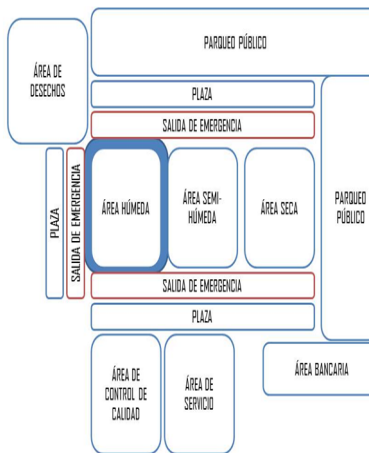 PARQUEO PÚBLICO
ÁREA DE
DESECHOS
PLAZA
SALIDA DE EMERGENCIA
PLAZA
SALIDA DE EMERGENCIA
ÁREA HÚMEDA
ÁREA SEMI-
HÚMEDA
ÁREA SECA
PARQUEO
PÚBLICO
SALIDA DE EMERGENCIA
PLAZA
ÁREA DE
CONTROL DE
CALIDAD
ÁREA DE
SERVICIO
ÁREA BANCARIA